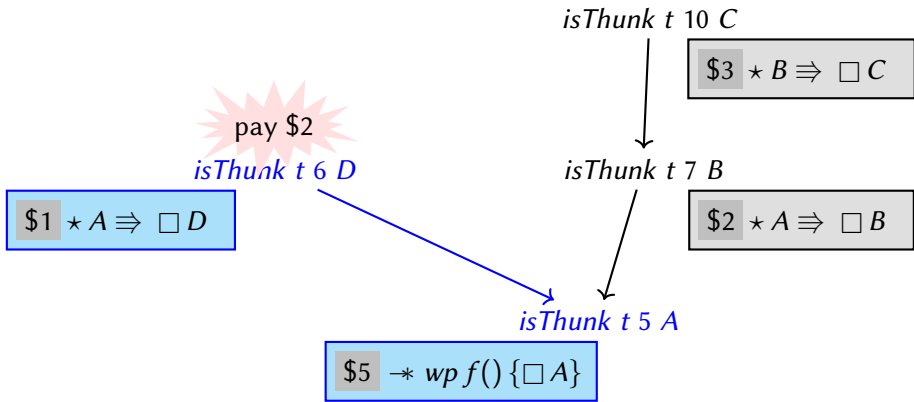 isThunk t 10 C
$3 ⋆ B ⇛ □ C
pay $2
isThunk t 6 D
isThunk t 7 B
$1 ⋆ A ⇛ □ D
$2 ⋆ A ⇛ □ B
isThunk t 5 A
$5 −∗ wp f() {□ A}